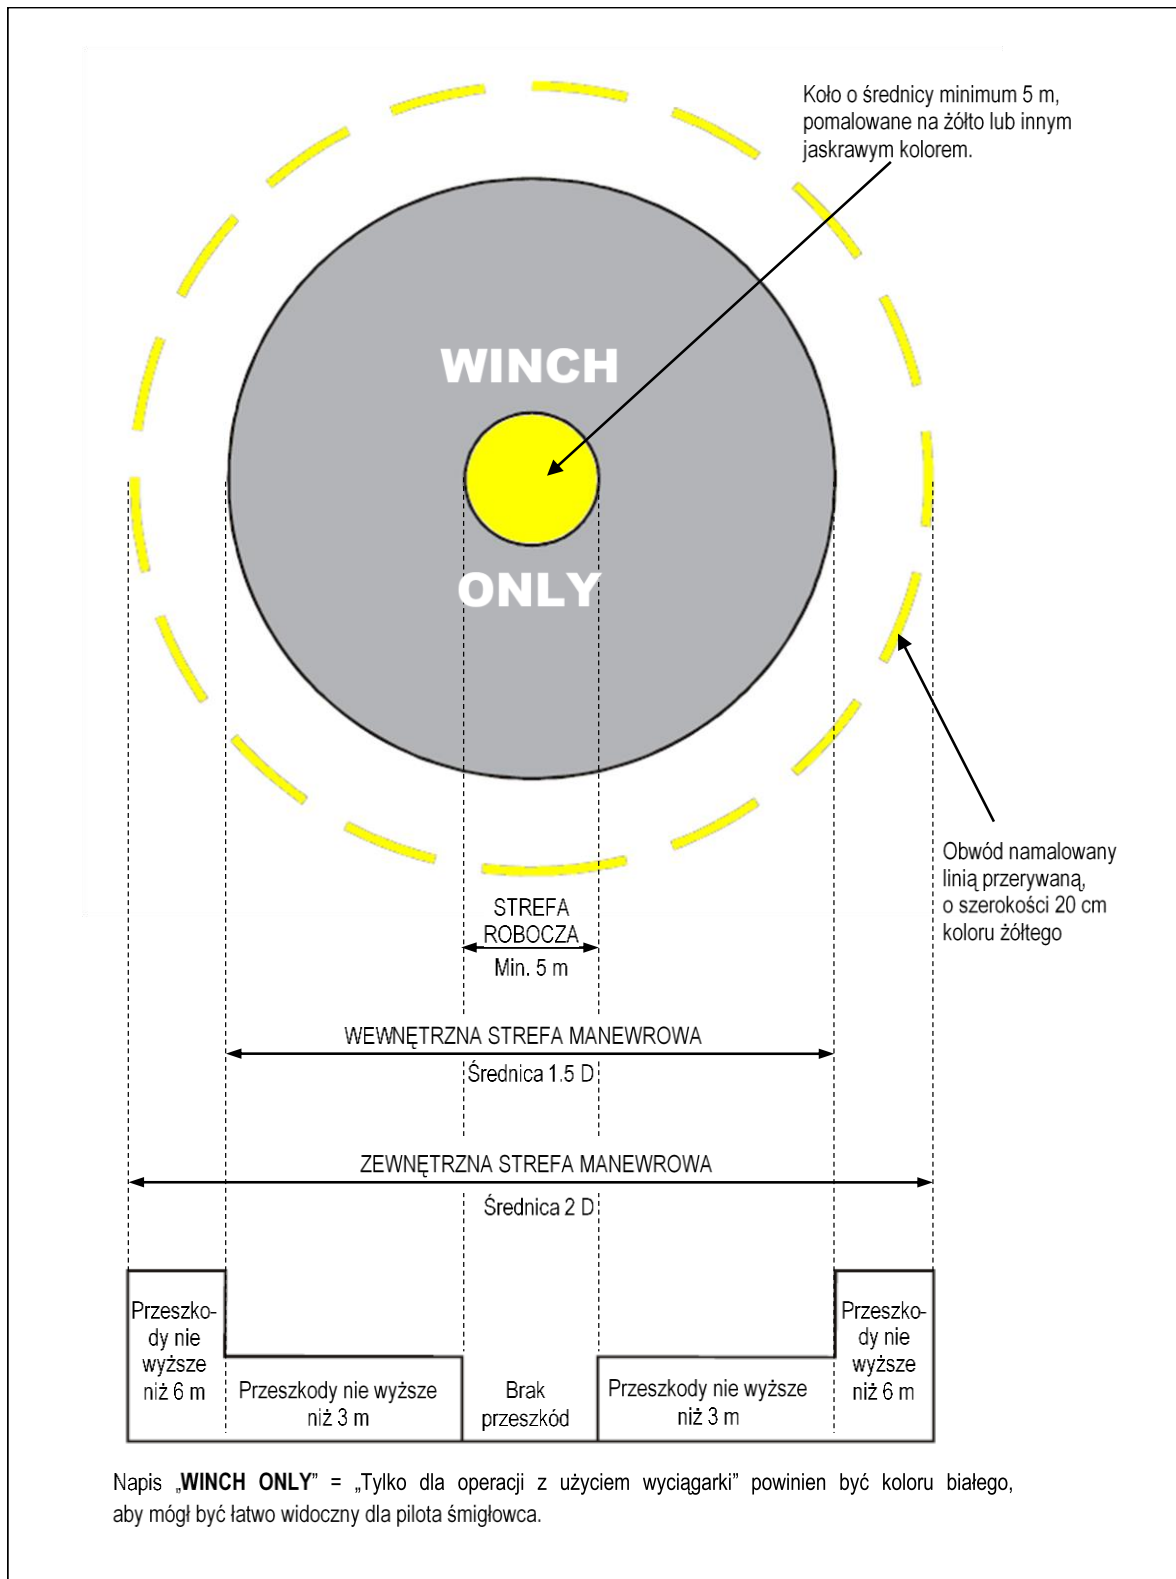 Koło o średnicy minimum 5 m,
pomalowane na żółto lub innym
jaskrawym kolorem.
WINCH
ONLY
Obwód namalowany
linią przerywaną,
o szerokości 20 cm
koloru żółtego
STREFA
ROBOCZA
Min. 5 m
WEWNĘTRZNA STREFA MANEWROWA
Średnica 1.5 D
ZEWNĘTRZNA STREFA MANEWROWA
Średnica 2 D
Przeszko-
dy nie
wyższe
niż 6 m
Przeszkody nie wyższe
niż 3 m
Brak
przeszkód
Przeszkody nie wyższe
niż 3 m
Przeszko-
dy nie
wyższe
niż 6 m
Napis „WINCH ONLY” = „Tylko dla operacji z użyciem wyciągarki” powinien być koloru białego,
aby mógł być łatwo widoczny dla pilota śmigłowca.